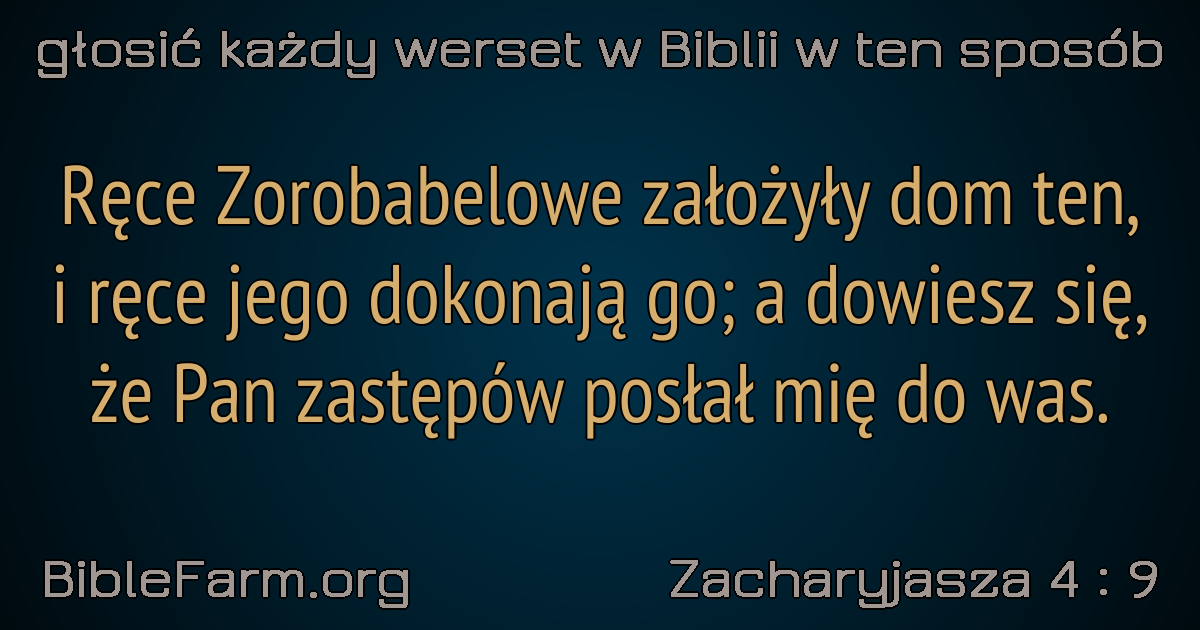 głosić każdy werset w Biblii w ten sposób
Ręce Zorobabelowe założyły dom ten,
i ręce jego dokonają go; a dowiesz się,
że Pan zastępów posłał mię do was.
BibleFarm.org
Zacharyjasza 4 : 9